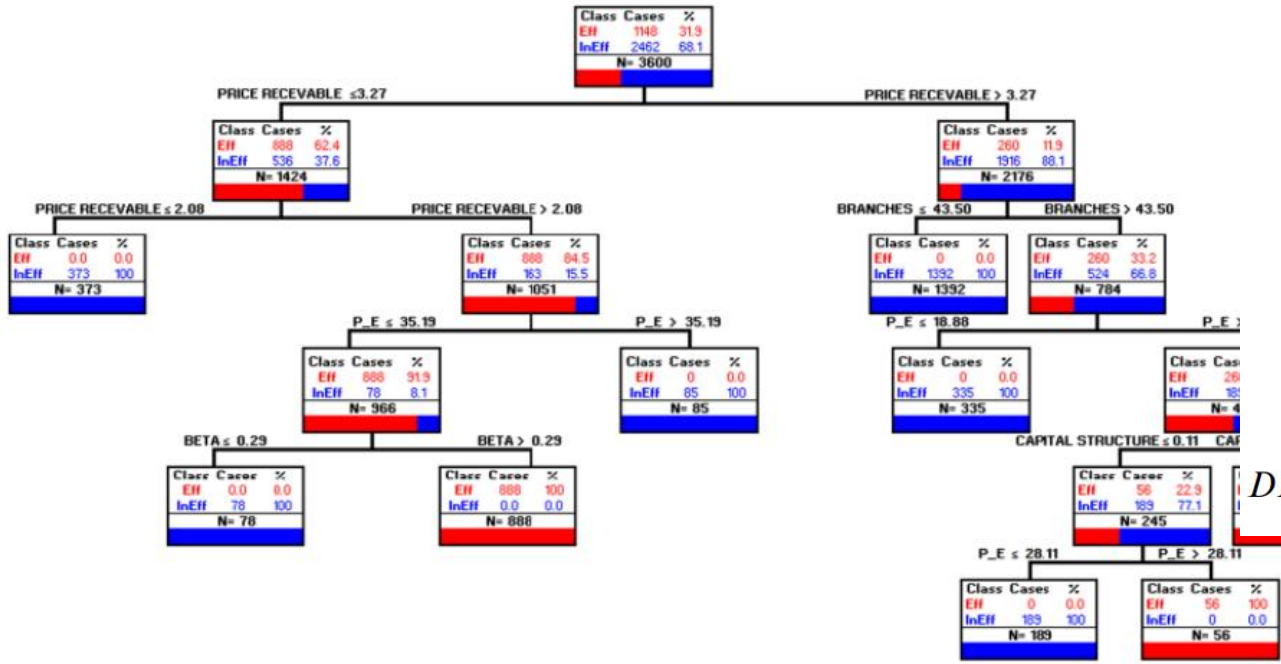 Class Cases %
Eff 1148 31.9
InEff 2462 68.1
N= 3600
PRICE RECEVABLE ≤3.27
PRICE RECEVABLE > 3.27
Class Cases %
Eff 888 62.4
InEff 536 37.6
N= 1424
Class Cases %
Eff 260 11.9
InEff 1916 88.1
N= 2176
PRICE RECEVABLE ≤ 2.08
PRICE RECEVABLE > 2.08
BRANCHES ≤ 43.50
BRANCHES > 43.50
Class Cases %
Eff 0.0 0.0
InEff 373 100
N= 373
Class Cases %
Eff 888 84.5
InEff 163 15.5
N= 1051
Class Cases %
Eff 0 0.0
InEff 1392 100
N= 1392
Class Cases %
Eff 260 33.2
InEff 524 66.8
N= 784
P_E ≤ 35.19
P_E > 35.19
P_E ≤ 18.88
P_E >
Class Cases %
Eff 888 91.9
InEff 78 8.1
N= 966
Class Cases %
Eff 0 0.0
InEff 85 100
N= 85
Class Cases %
Eff 0 0.0
InEff 335 100
N= 335
Class
Eff
InEff
BETA ≤ 0.29
BETA > 0.29
CAPITAL STRUCTURE ≤ 0.11
Class Cases %
Eff 0.0 0.0
InEff 78 100
N= 78
Class Cases %
Eff 888 100
InEff 0.0 0.0
N= 888
Class Cases %
Eff 56 22.9
InEff 189 77.1
N= 245
P_E ≤ 28.11
P_E > 28.11
Class Cases %
Eff 0 0.0
InEff 189 100
N= 189
Class Cases %
Eff 56 100
InEff 0 0.0
N= 56